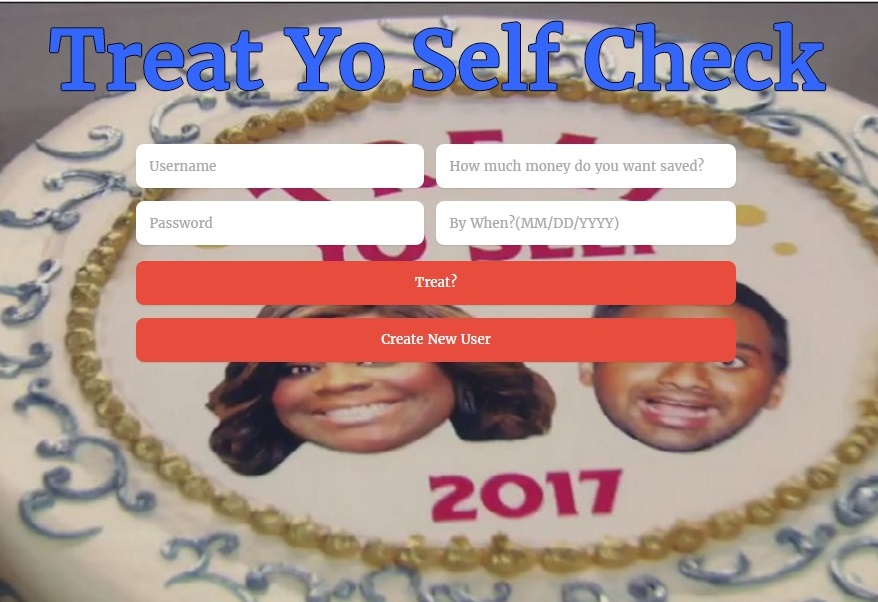 Treat Yo Self Check
Username
How much money do you want saved?
Password
By When?(MM/DD/YYYY)
YO SELF
Treat?
Create New User
2017